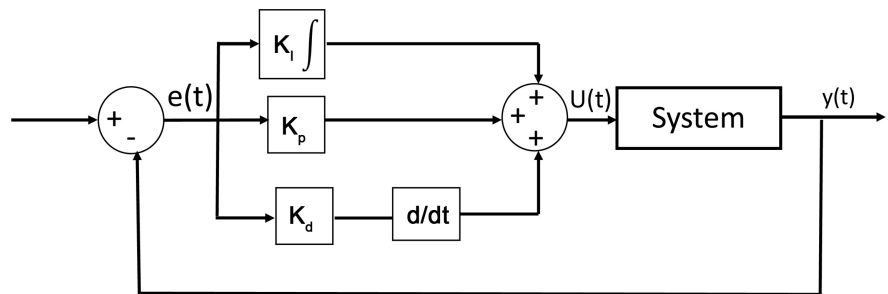 K_I ∫
+
e(t)
+
-
K_p
+
+
U(t)
System
y(t)
+
K_d
d/dt